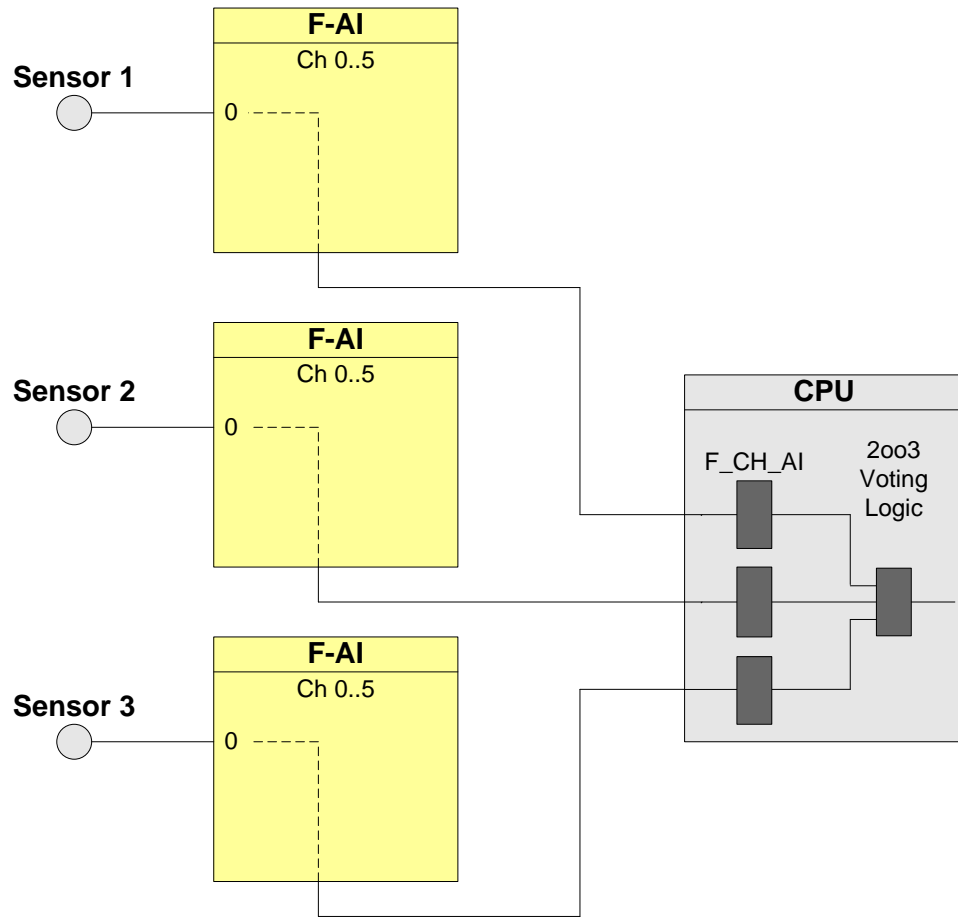 F-AI
Ch 0..5
Sensor 1
0
F-AI
Ch 0..5
Sensor 2
0
CPU
F_CH_AI
2oo3
Voting
Logic
F-AI
Ch 0..5
Sensor 3
0